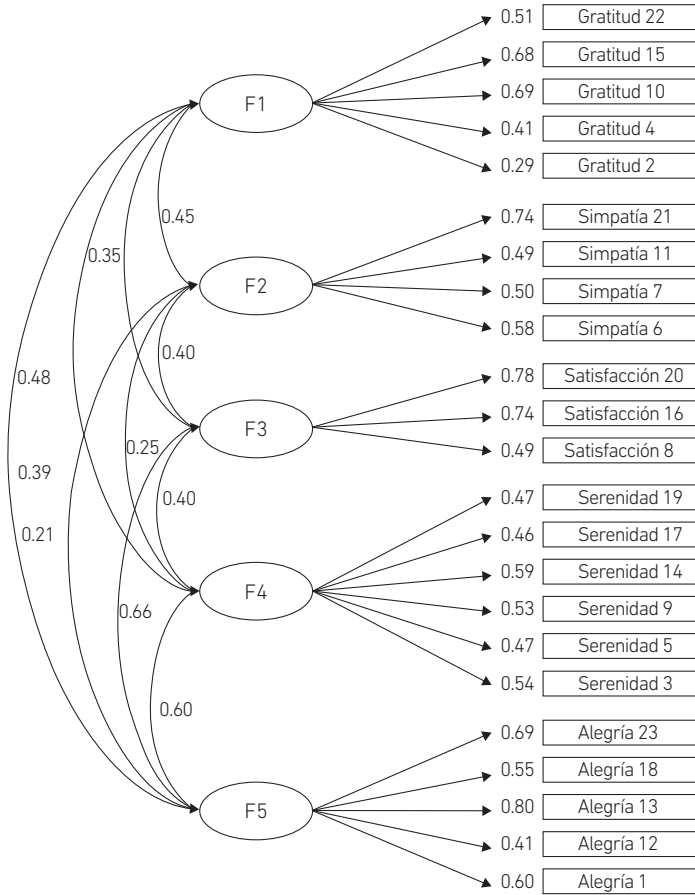 0.51 Gratitud 22
0.68 Gratitud 15
0.69 Gratitud 10
0.41 Gratitud 4
0.29 Gratitud 2
F1
0.45
0.35
0.74 Simpatía 21
0.49 Simpatía 11
0.50 Simpatía 7
0.58 Simpatía 6
F2
0.40
0.48
0.78 Satisfacción 20
0.74 Satisfacción 16
0.49 Satisfacción 8
F3
0.25
0.39
0.40
0.21
0.47 Serenidad 19
0.46 Serenidad 17
0.59 Serenidad 14
0.53 Serenidad 9
0.47 Serenidad 5
0.54 Serenidad 3
F4
0.66
0.60
0.69 Alegría 23
0.55 Alegría 18
0.80 Alegría 13
0.41 Alegría 12
0.60 Alegría 1
F5